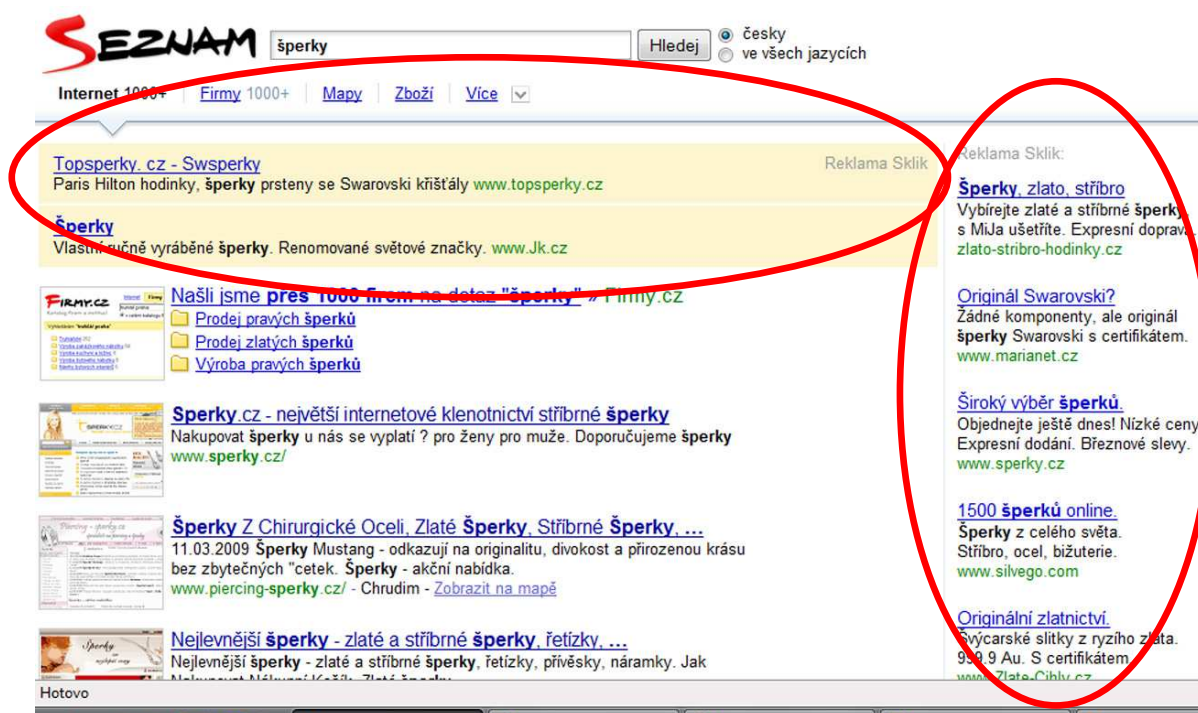 SEZNAM
šperky
Hledej
česky
ve všech jazycích
Internet 1000+ Firmy 1000+ Mapy Zboží Více
Topsperky. cz - Swsperky
Reklama Sklik
Paris Hilton hodinky, šperky prsteny se Swarovski křišťály www.topsperky.cz
Šperky
Vlastní ručně vyráběné šperky. Renomované světové značky. www.Jk.cz
FIRMY.CZ
Našli jsme přes 1000 firem na dotaz "šperky" » Firmy.cz
Prodej pravých šperků
Prodej zlatých šperků
Výroba pravých šperků
Sperky.cz - největší internetové klenotnictví stříbrné šperky
Nakupovat šperky u nás se vyplatí ? pro ženy pro muže. Doporučujeme šperky
www.sperky.cz/
Šperky Z Chirurgické Oceli, Zlaté Šperky, Stříbrné Šperky, ...
11.03.2009 Šperky Mustang - odkazují na originalitu, divokost a přirozenou krásu
bez zbytečných "cetek. Šperky - akční nabídka.
www.piercing-sperky.cz/ - Chrudim - Zobrazit na mapě
Nejlevnější šperky - zlaté a stříbrné šperky, řetízky, ...
Nejlevnější šperky - zlaté a stříbrné šperky, řetízky, přívěsky, náramky. Jak
Reklama Sklik:
Šperky, zlato, stříbro
Vybírejte zlaté a stříbrné šperky,
s MiJa ušetříte. Expresní doprava.
zlato-stribro-hodinky.cz
Originál Swarovski?
Žádné komponenty, ale originál
šperky Swarovski s certifikátem.
www.marianet.cz
Široký výběr šperků.
Objednejte ještě dnes! Nízké ceny
Expresní dodání. Březnové slevy.
www.sperky.cz
1500 šperků online.
Šperky z celého světa.
Stříbro, ocel, bižuterie.
www.silvego.com
Originální zlatnictví.
Švýcarské slitky z ryzího zlata.
999.9 Au. S certifikátem
www.Zlate-Cihly.cz
Hotovo